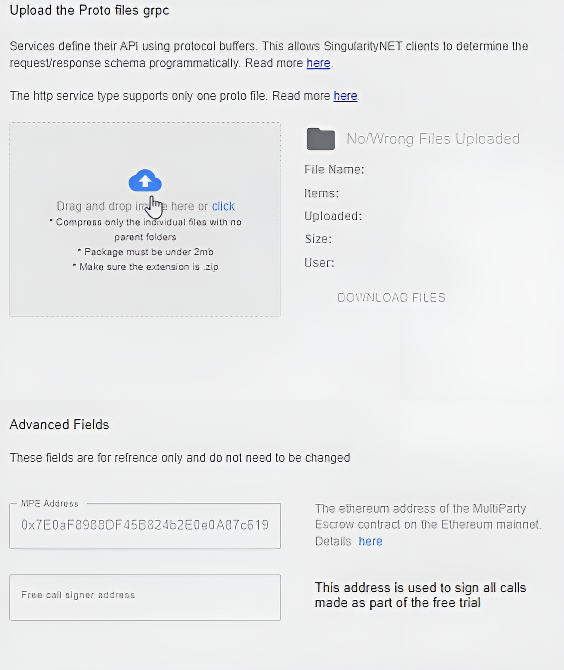 Upload the Proto files grpc
Services define their API using protocol buffers. This allows SingularityNET clients to determine the
request/response schema programmatically. Read more here.
The http service type supports only one proto file. Read more here.
Drag and drop here or click
* Compress only the individual files with no
parent folders
* Package must be under 2mb
* Make sure the extension is .zip
No/Wrong Files Uploaded
File Name:
Items:
Uploaded:
Size:
User:
DOWNLOAD FILES
Advanced Fields
These fields are for refrence only and do not need to be changed
MPE Address
0x7E0aF8988DF45B824b2E0e0A87c619
The ethereum address of the MultiParty
Escrow contract on the Ethereum mainnet.
Details here
Free call signer address
This address is used to sign all calls
made as part of the free trial